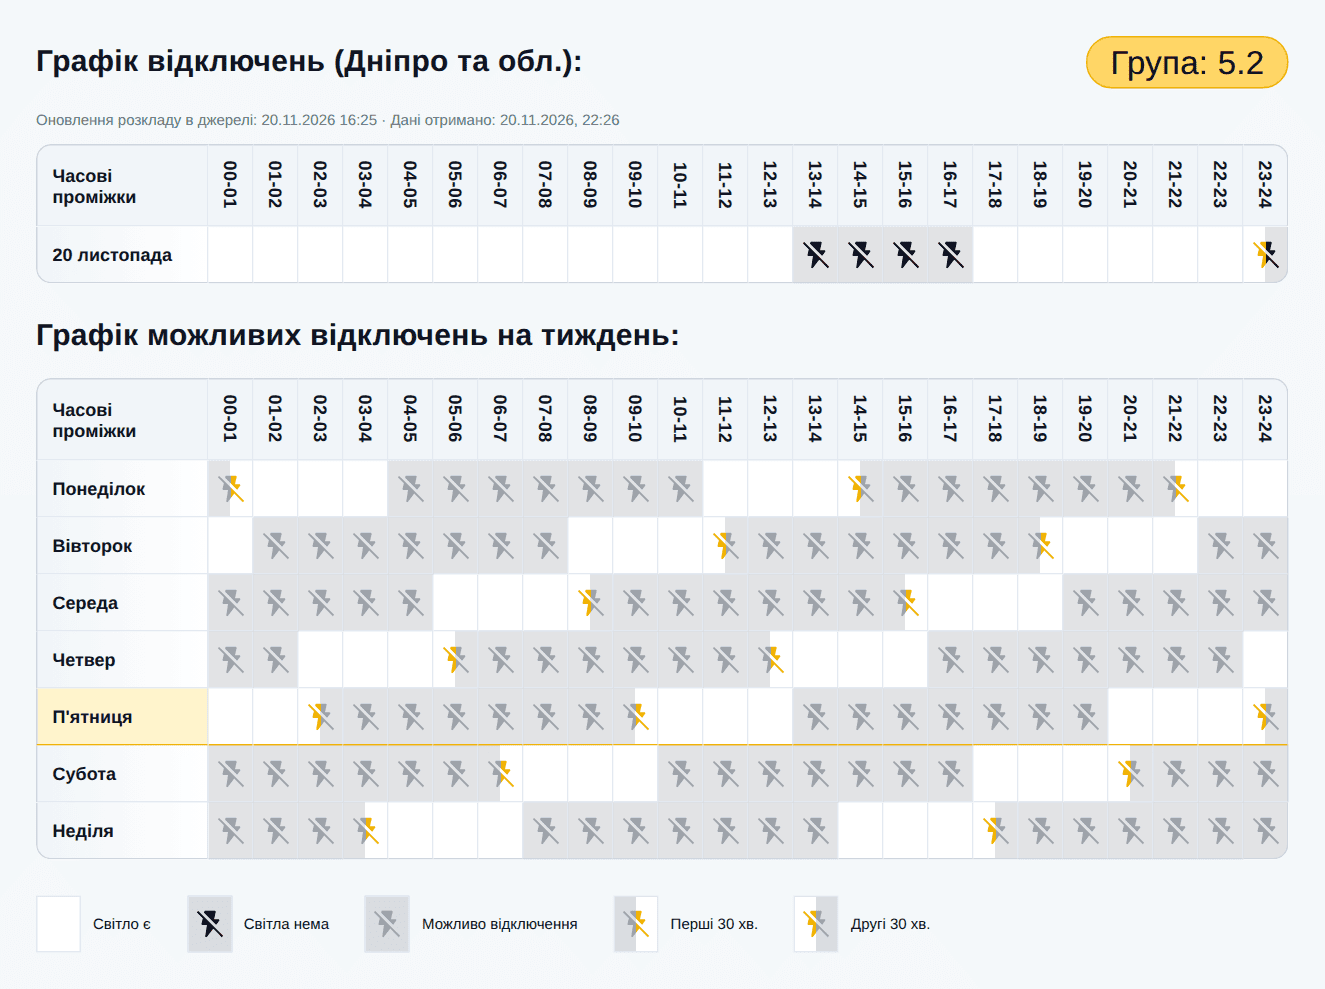 Графік відключень (Дніпро та обл.):
Група: 5.2
Оновлення розкладу в джерелі: 20.11.2026 16:25 · Дані отримано: 20.11.2026, 22:26
Часові
проміжки
00-01 01-02 02-03 03-04 04-05 05-06 06-07 07-08 08-09 09-10 10-11 11-12 12-13 13-14 14-15 15-16 16-17 17-18 18-19 19-20 20-21 21-22 22-23 23-24
20 листопада
Графік можливих відключень на тиждень:
Часові
проміжки
00-01 01-02 02-03 03-04 04-05 05-06 06-07 07-08 08-09 09-10 10-11 11-12 12-13 13-14 14-15 15-16 16-17 17-18 18-19 19-20 20-21 21-22 22-23 23-24
Понеділок
Вівторок
Середа
Четвер
П'ятниця
Субота
Неділя
Світло є
Світла нема
Можливо відключення
Перші 30 хв.
Другі 30 хв.